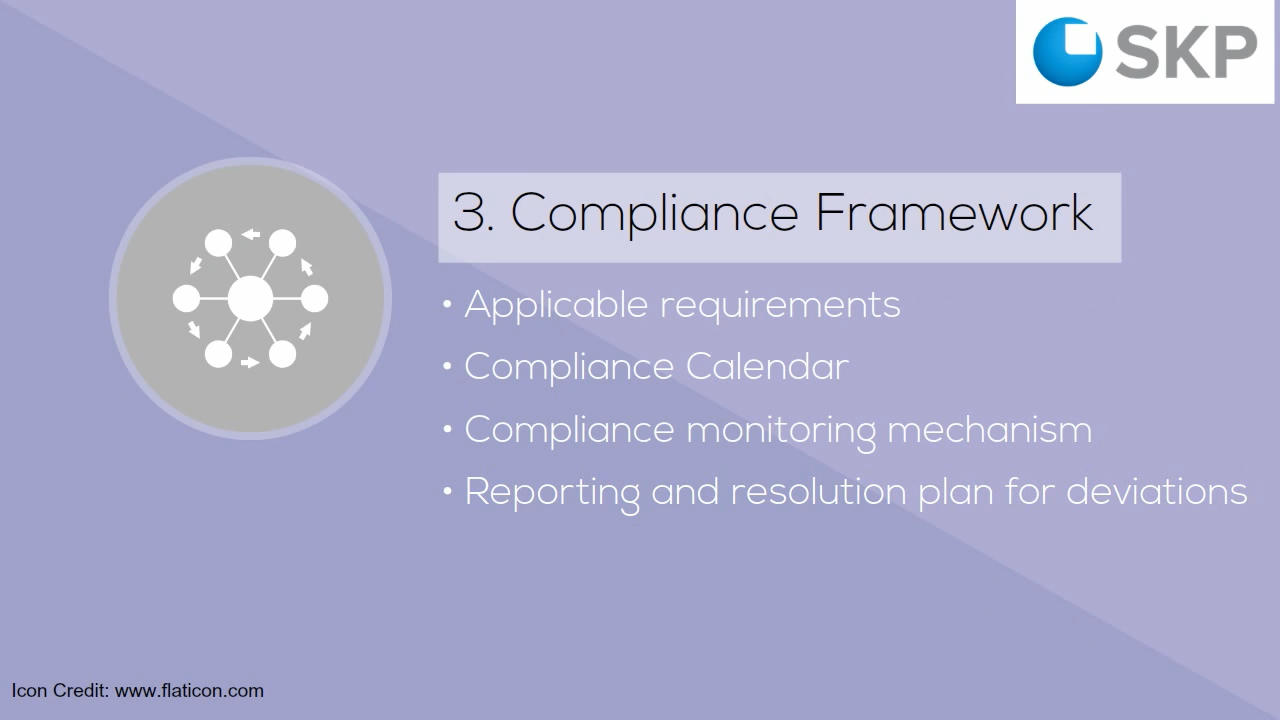 SKP
3. Compliance Framework
• Applicable requirements
• Compliance Calendar
• Compliance monitoring mechanism
• Reporting and resolution plan for deviations
Icon Credit: www.flaticon.com